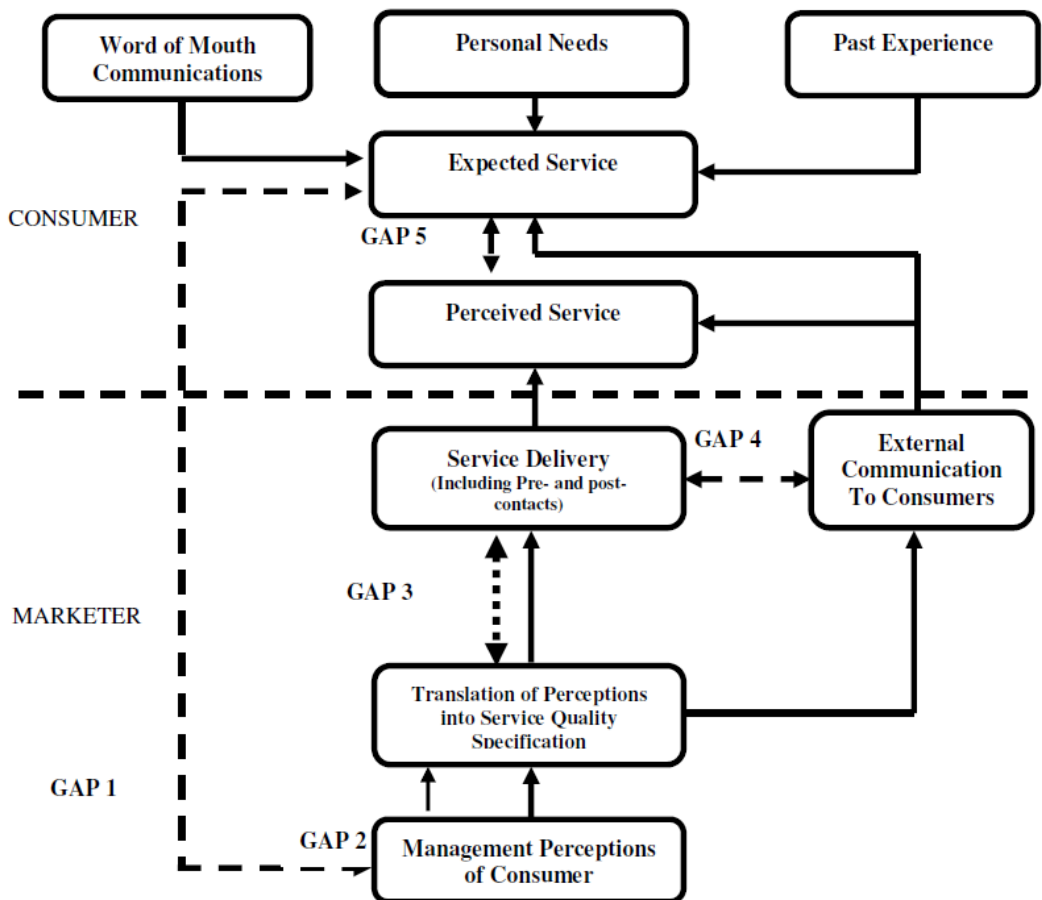 Word of Mouth
Communications
Personal Needs
Past Experience
Expected Service
CONSUMER
GAP 5
Perceived Service
GAP 4
Service Delivery
(Including Pre- and post-
contacts)
External
Communication
To Consumers
GAP 3
MARKETER
Translation of Perceptions
into Service Quality
Specification
GAP 1
GAP 2
Management Perceptions
of Consumer